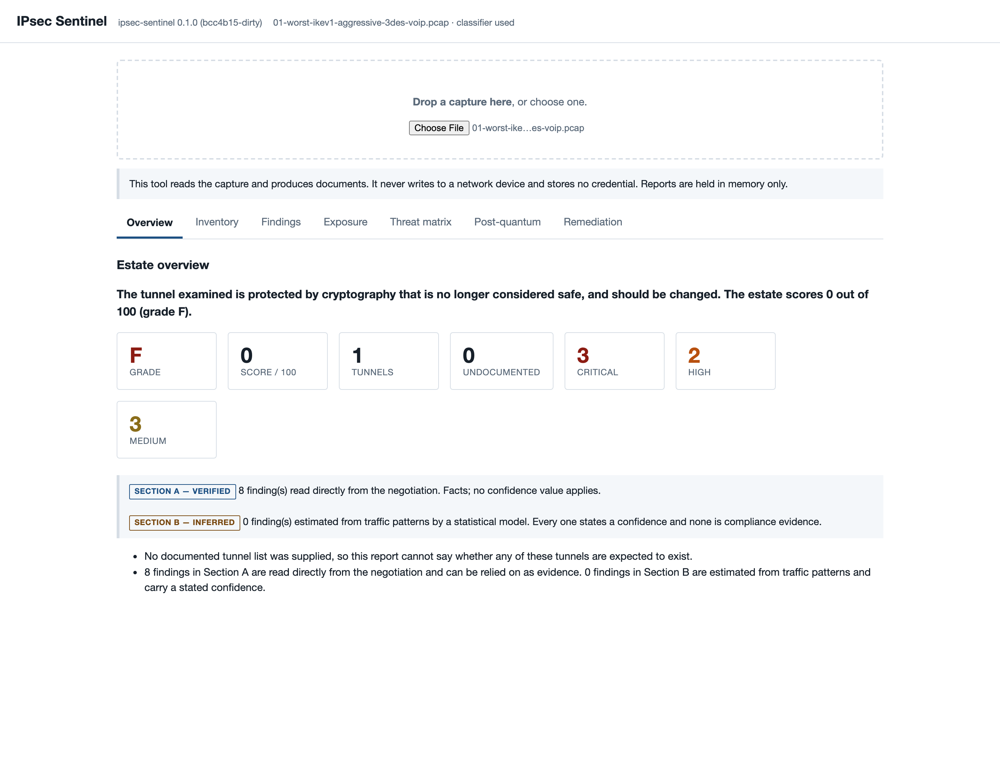 IPsec Sentinel ipsec-sentinel 0.1.0 (bcc4b15-dirty) 01-worst-ikev1-aggressive-3des-voip.pcap · classifier used
Drop a capture here, or choose one.
Choose File 01-worst-ike…es-voip.pcap
This tool reads the capture and produces documents. It never writes to a network device and stores no credential. Reports are held in memory only.
Overview Inventory Findings Exposure Threat matrix Post-quantum Remediation
Estate overview
The tunnel examined is protected by cryptography that is no longer considered safe, and should be changed. The estate scores 0 out of
100 (grade F).
F
GRADE
0
SCORE / 100
1
TUNNELS
0
UNDOCUMENTED
3
CRITICAL
2
HIGH
3
MEDIUM
SECTION A — VERIFIED 8 finding(s) read directly from the negotiation. Facts; no confidence value applies.
SECTION B — INFERRED 0 finding(s) estimated from traffic patterns by a statistical model. Every one states a confidence and none is compliance evidence.
• No documented tunnel list was supplied, so this report cannot say whether any of these tunnels are expected to exist.
• 8 findings in Section A are read directly from the negotiation and can be relied on as evidence. 0 findings in Section B are estimated from traffic patterns and
carry a stated confidence.